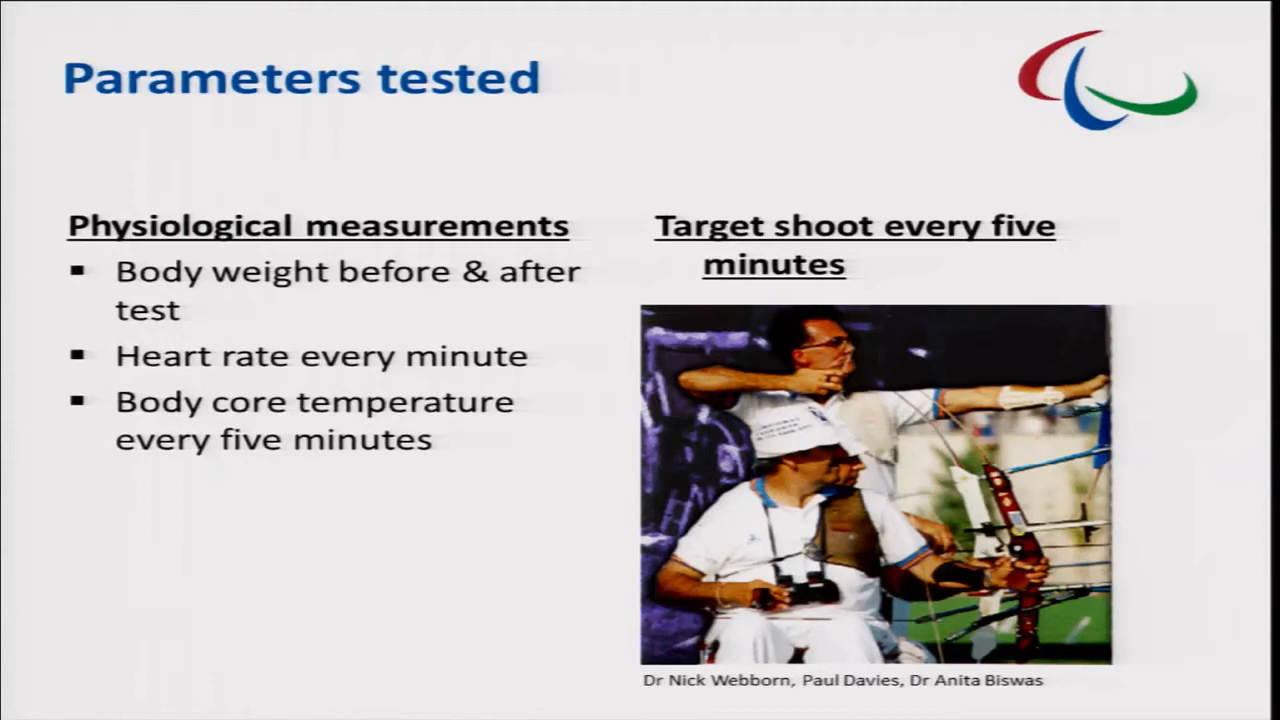 Parameters tested
Physiological measurements
▪ Body weight before & after
test
▪ Heart rate every minute
▪ Body core temperature
every five minutes
Target shoot every five
minutes
Dr Nick Webborn, Paul Davies, Dr Anita Biswas